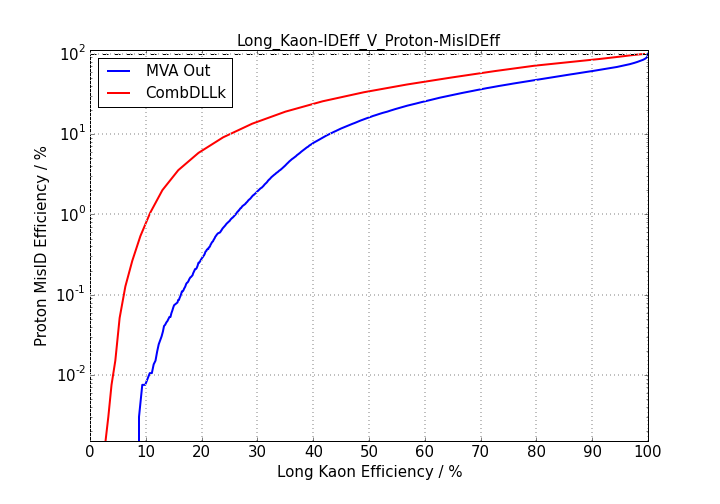 Long_Kaon-IDEff_V_Proton-MisIDEff
MVA Out
CombDLLk
Proton MisID Efficiency / %
10²
10¹
10⁰
10⁻¹
10⁻²
0 10 20 30 40 50 60 70 80 90 100
Long Kaon Efficiency / %